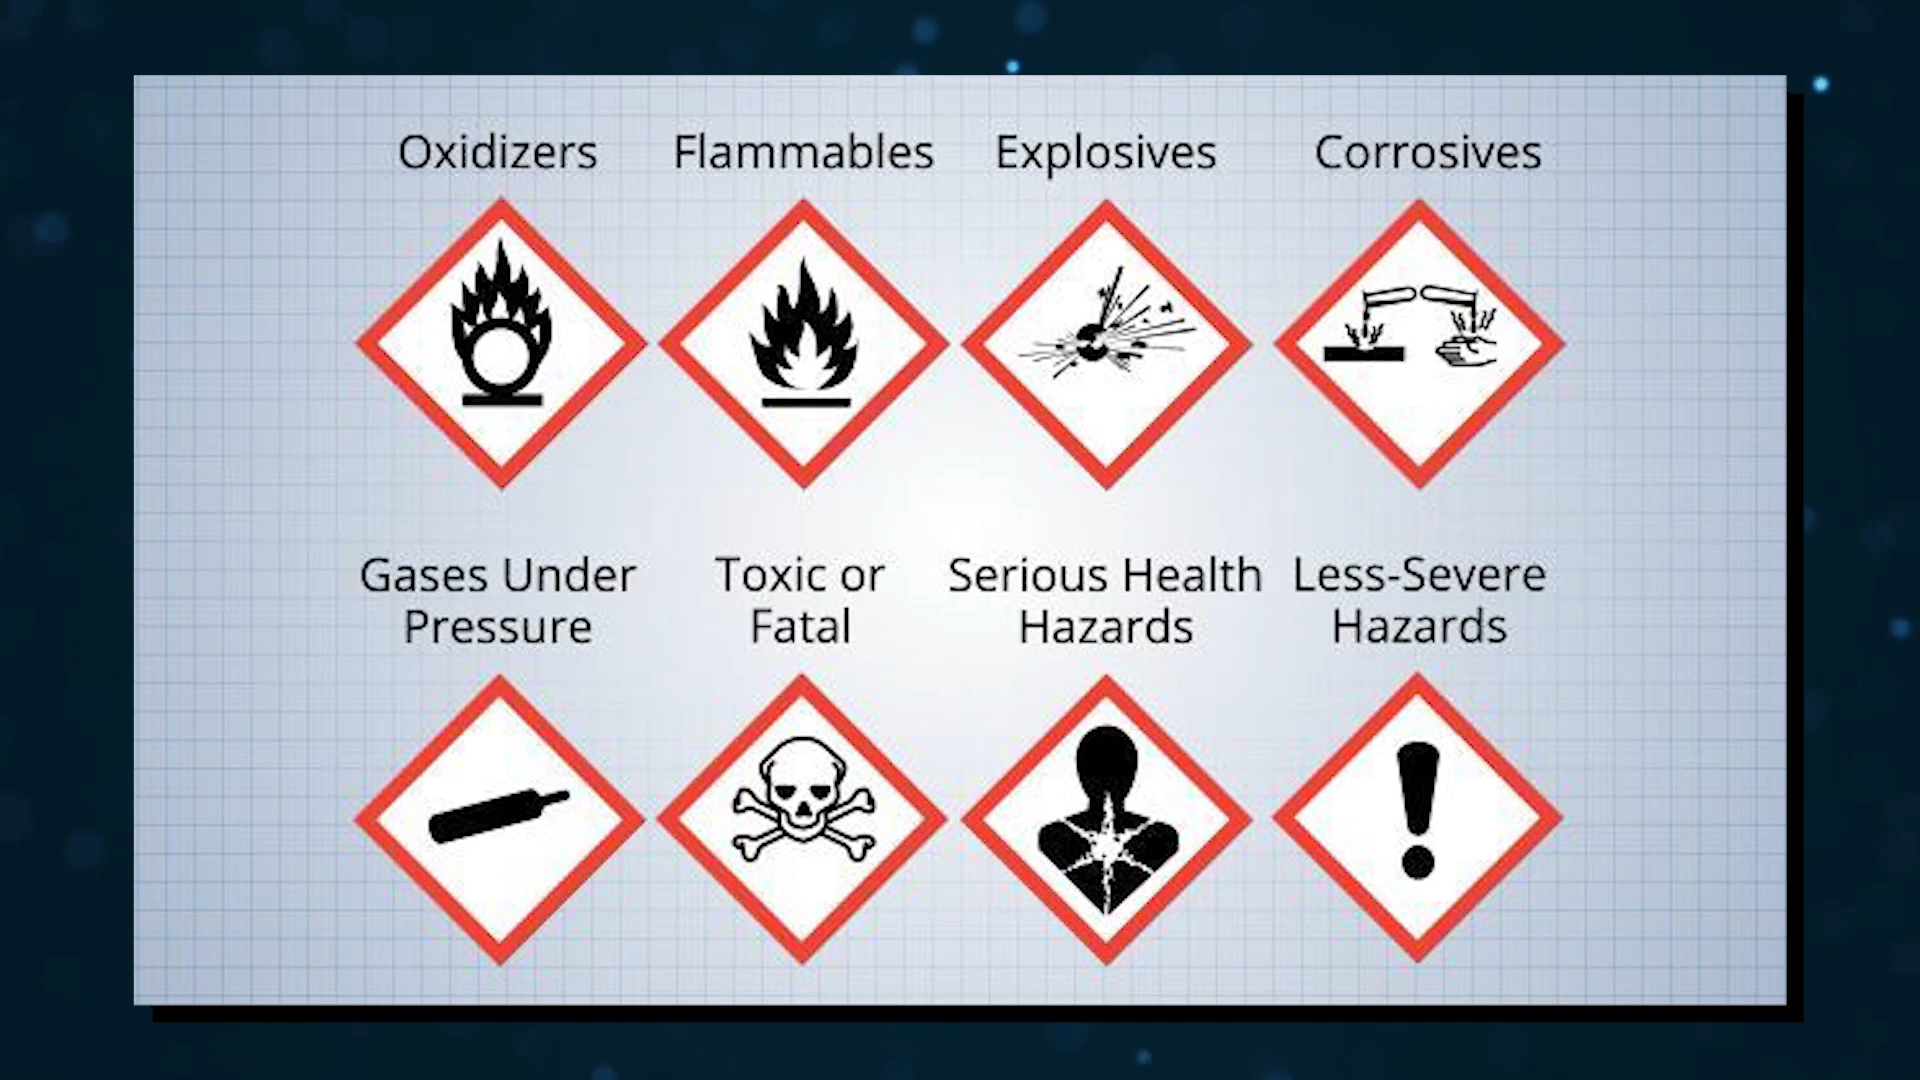 Oxidizers
Flammables
Explosives
Corrosives
Gases Under
Pressure
Toxic or
Fatal
Serious Health
Hazards
Less-Severe
Hazards